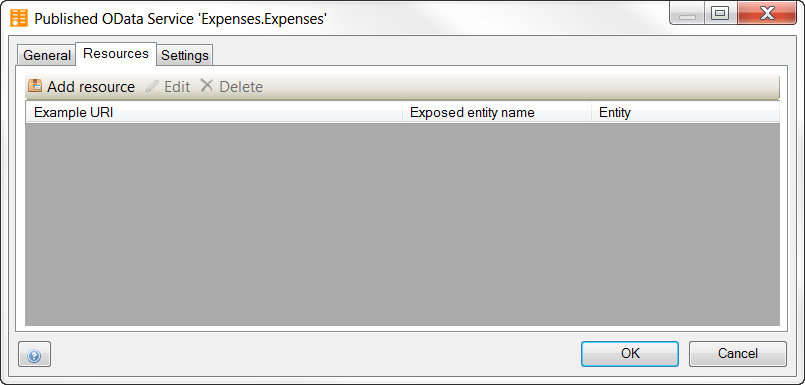 Published OData Service 'Expenses.Expenses'
General Resources Settings
Add resource Edit Delete
Example URI Exposed entity name Entity
OK Cancel